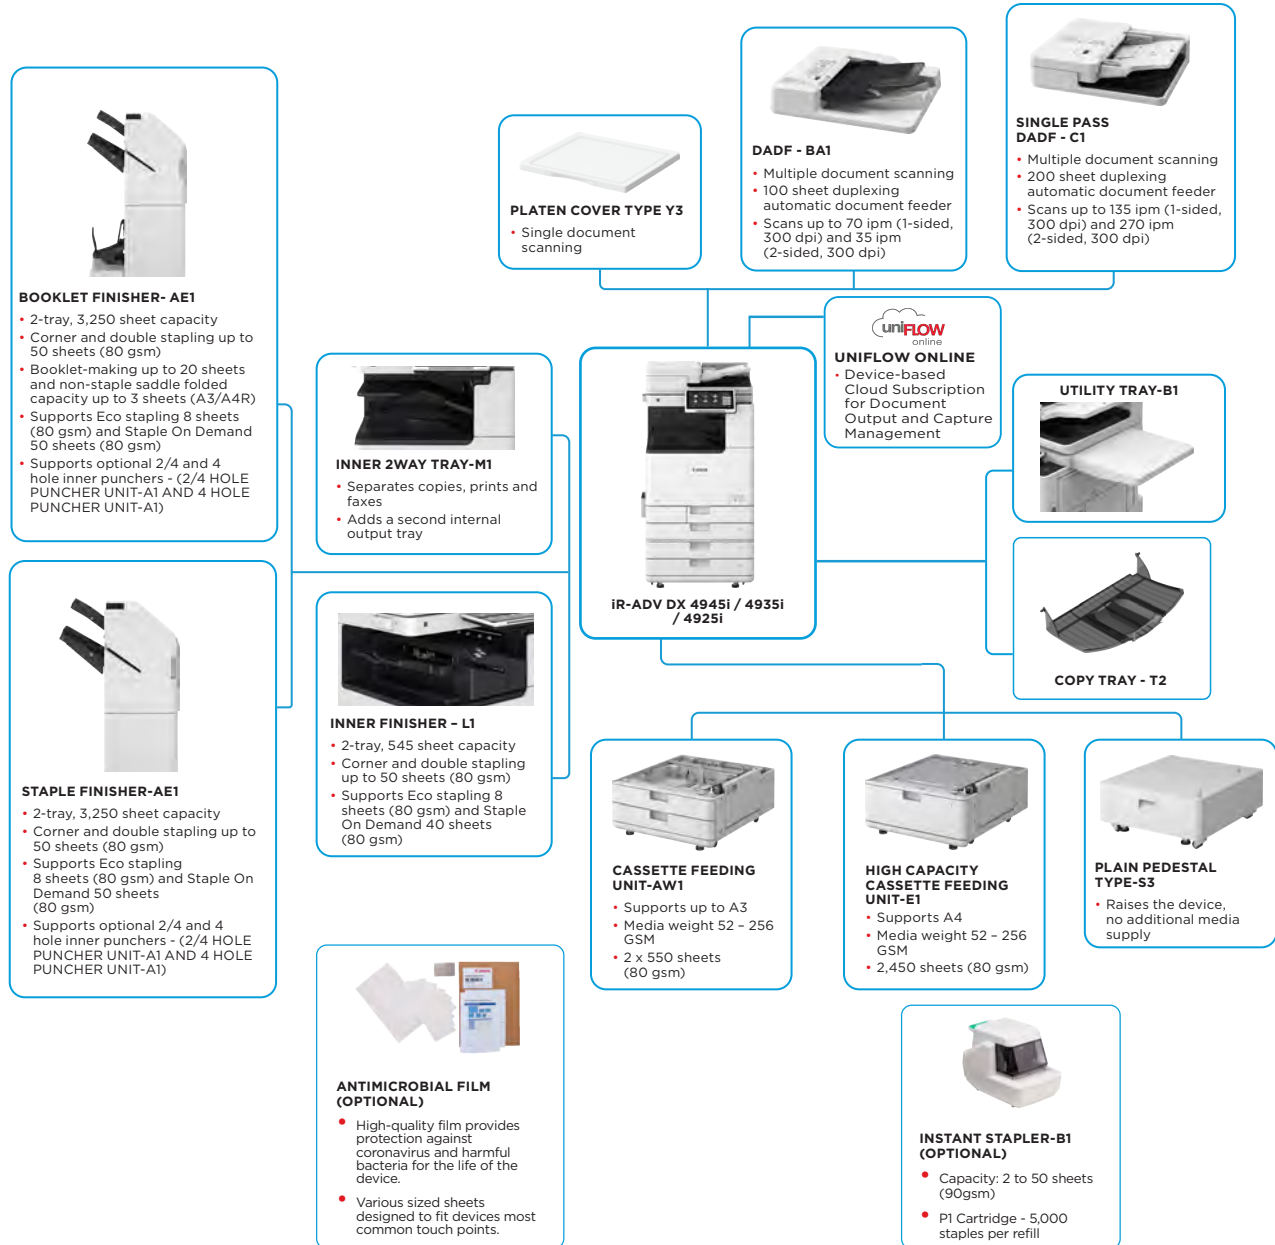 BOOKLET FINISHER- AE1
• 2-tray, 3,250 sheet capacity
• Corner and double stapling up to
50 sheets (80 gsm)
• Booklet-making up to 20 sheets
and non-staple saddle folded
capacity up to 3 sheets (A3/A4R)
• Supports Eco stapling 8 sheets
(80 gsm) and Staple On Demand
50 sheets (80 gsm)
• Supports optional 2/4 and 4
hole inner punchers - (2/4 HOLE
PUNCHER UNIT-A1 AND 4 HOLE
PUNCHER UNIT-A1)
STAPLE FINISHER-AE1
• 2-tray, 3,250 sheet capacity
• Corner and double stapling up to
50 sheets (80 gsm)
• Supports Eco stapling
8 sheets (80 gsm) and Staple On
Demand 50 sheets
(80 gsm)
• Supports optional 2/4 and 4
hole inner punchers - (2/4 HOLE
PUNCHER UNIT-A1 AND 4 HOLE
PUNCHER UNIT-A1)
INNER 2WAY TRAY-M1
• Separates copies, prints and
faxes
• Adds a second internal
output tray
INNER FINISHER – L1
• 2-tray, 545 sheet capacity
• Corner and double stapling
up to 50 sheets (80 gsm)
• Supports Eco stapling 8
sheets (80 gsm) and Staple
On Demand 40 sheets
(80 gsm)
PLATEN COVER TYPE Y3
• Single document
scanning
DADF - BA1
• Multiple document scanning
• 100 sheet duplexing
automatic document feeder
• Scans up to 70 ipm (1-sided,
300 dpi) and 35 ipm
(2-sided, 300 dpi)
SINGLE PASS
DADF - C1
• Multiple document scanning
• 200 sheet duplexing
automatic document feeder
• Scans up to 135 ipm (1-sided,
300 dpi) and 270 ipm
(2-sided, 300 dpi)
uniFLOW
online
UNIFLOW ONLINE
• Device-based
Cloud Subscription
for Document
Output and Capture
Management
Canon
iR-ADV DX 4945i / 4935i
/ 4925i
UTILITY TRAY-B1
COPY TRAY - T2
CASSETTE FEEDING
UNIT-AW1
• Supports up to A3
• Media weight 52 – 256
GSM
• 2 x 550 sheets
(80 gsm)
HIGH CAPACITY
CASSETTE FEEDING
UNIT-E1
• Supports A4
• Media weight 52 – 256
GSM
• 2,450 sheets (80 gsm)
PLAIN PEDESTAL
TYPE-S3
• Raises the device,
no additional media
supply
ANTIMICROBIAL FILM
(OPTIONAL)
• High-quality film provides
protection against
coronavirus and harmful
bacteria for the life of the
device.
• Various sized sheets
designed to fit devices most
common touch points.
INSTANT STAPLER-B1
(OPTIONAL)
• Capacity: 2 to 50 sheets
(90gsm)
• P1 Cartridge - 5,000
staples per refill